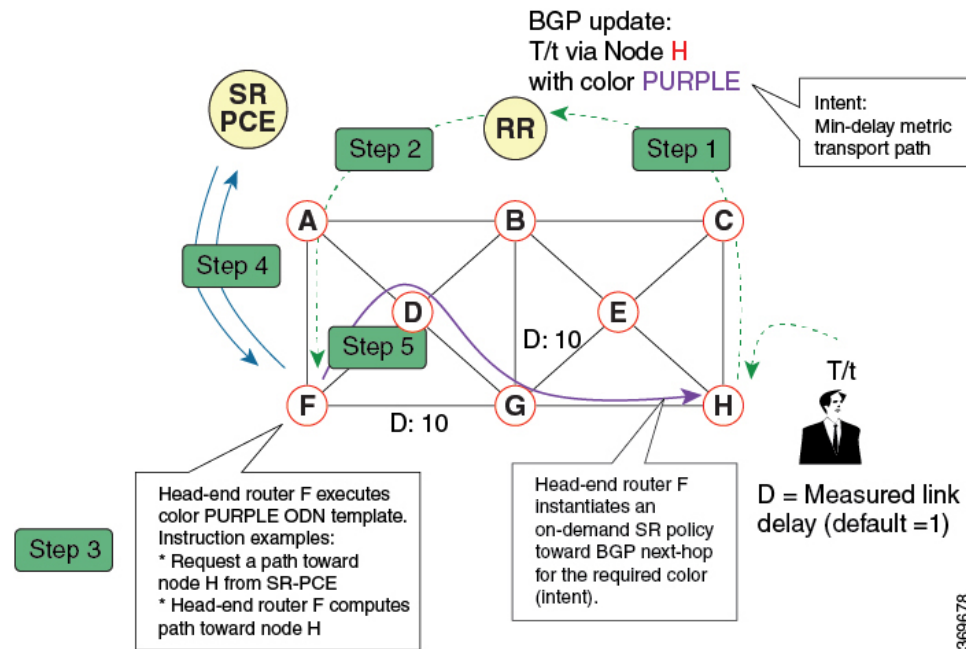 BGP update:
T/t via Node H
with color PURPLE
SR
PCE
RR
Intent:
Min-delay metric
transport path
Step 2
Step 1
A
B
C
Step 4
D
E
Step 5
D: 10
T/t
F
G
H
D: 10
D = Measured link
delay (default =1)
Step 3
Head-end router F executes
color PURPLE ODN template.
Instruction examples:
* Request a path toward
node H from SR-PCE
* Head-end router F computes
path toward node H
Head-end router F
instantiates an
on-demand SR policy
toward BGP next-hop
for the required color
(intent).
369678